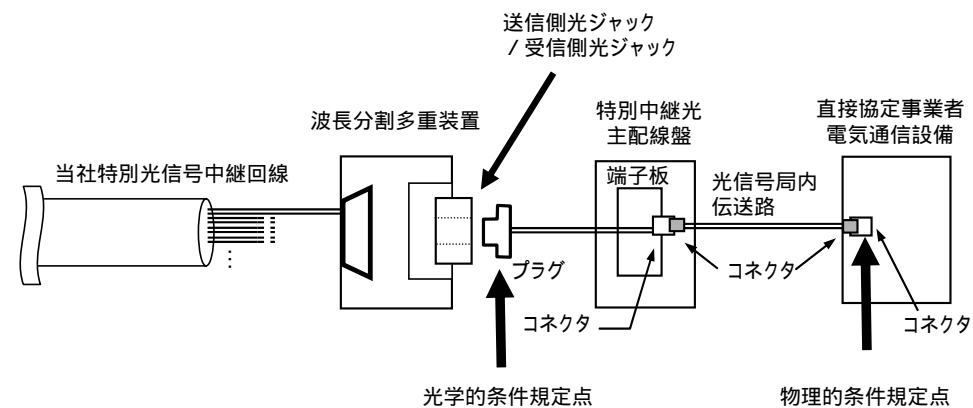 送信側光ジャック
/ 受信側光ジャック
波長分割多重装置
特別中継光
主配線盤
直接協定事業者
電気通信設備
当社特別光信号中継回線
端子板
光信号局内
伝送路
プラグ
コネクタ
コネクタ
コネクタ
光学的条件規定点
物理的条件規定点